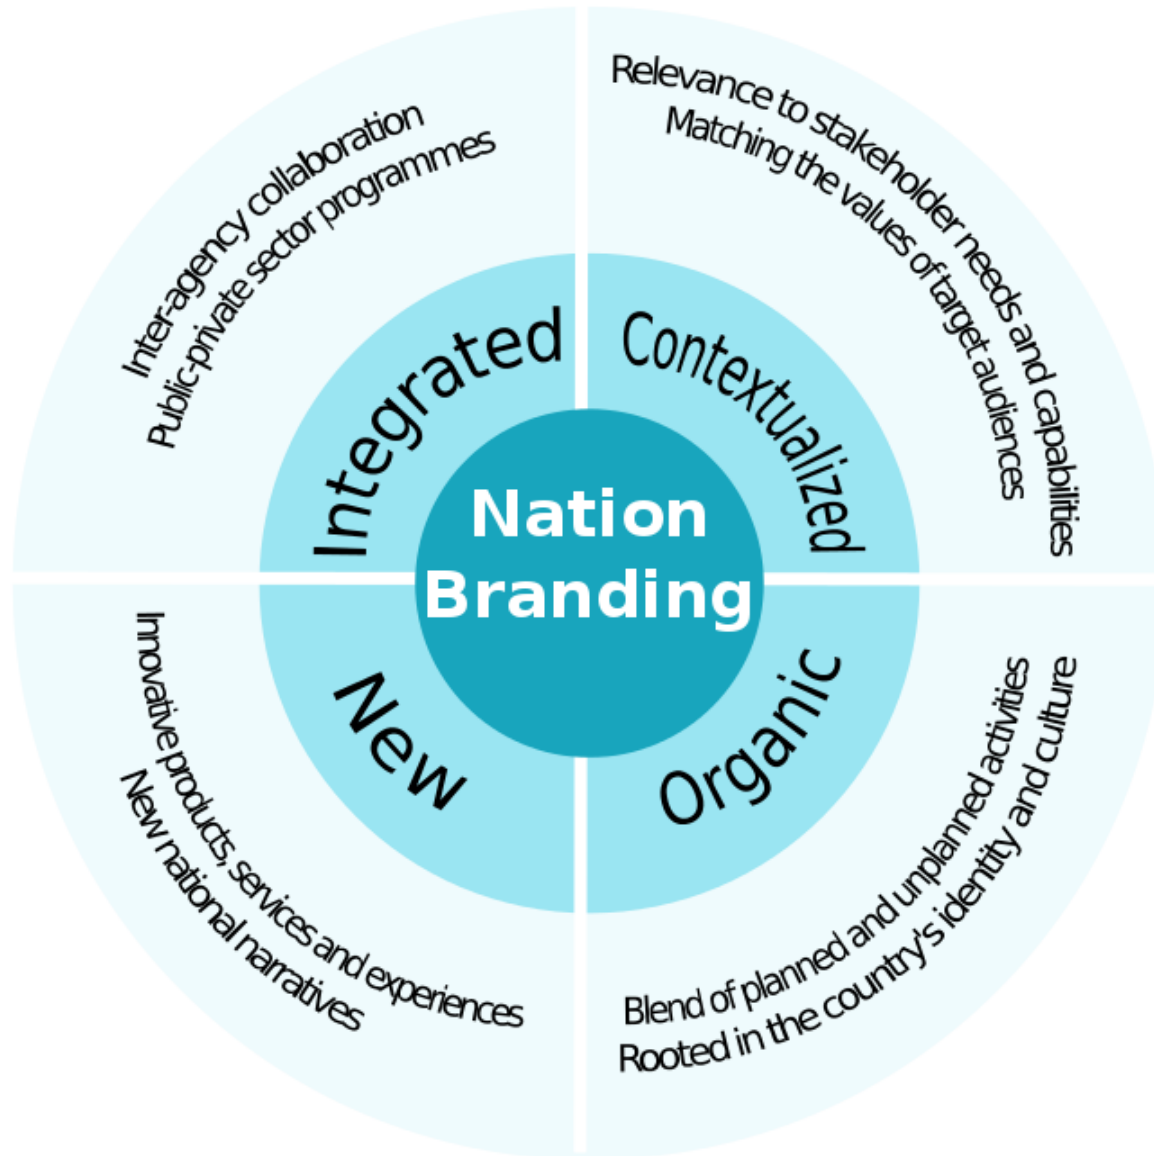 Inter-agency collaboration
Public-private sector programmes
Integrated
Relevance to stakeholder needs and capabilities
Matching the values of target audiences
Contextualized
Nation
Branding
New
Innovative products, services and experiences
New national narratives
Organic
Blend of planned and unplanned activities
Rooted in the country's identity and culture